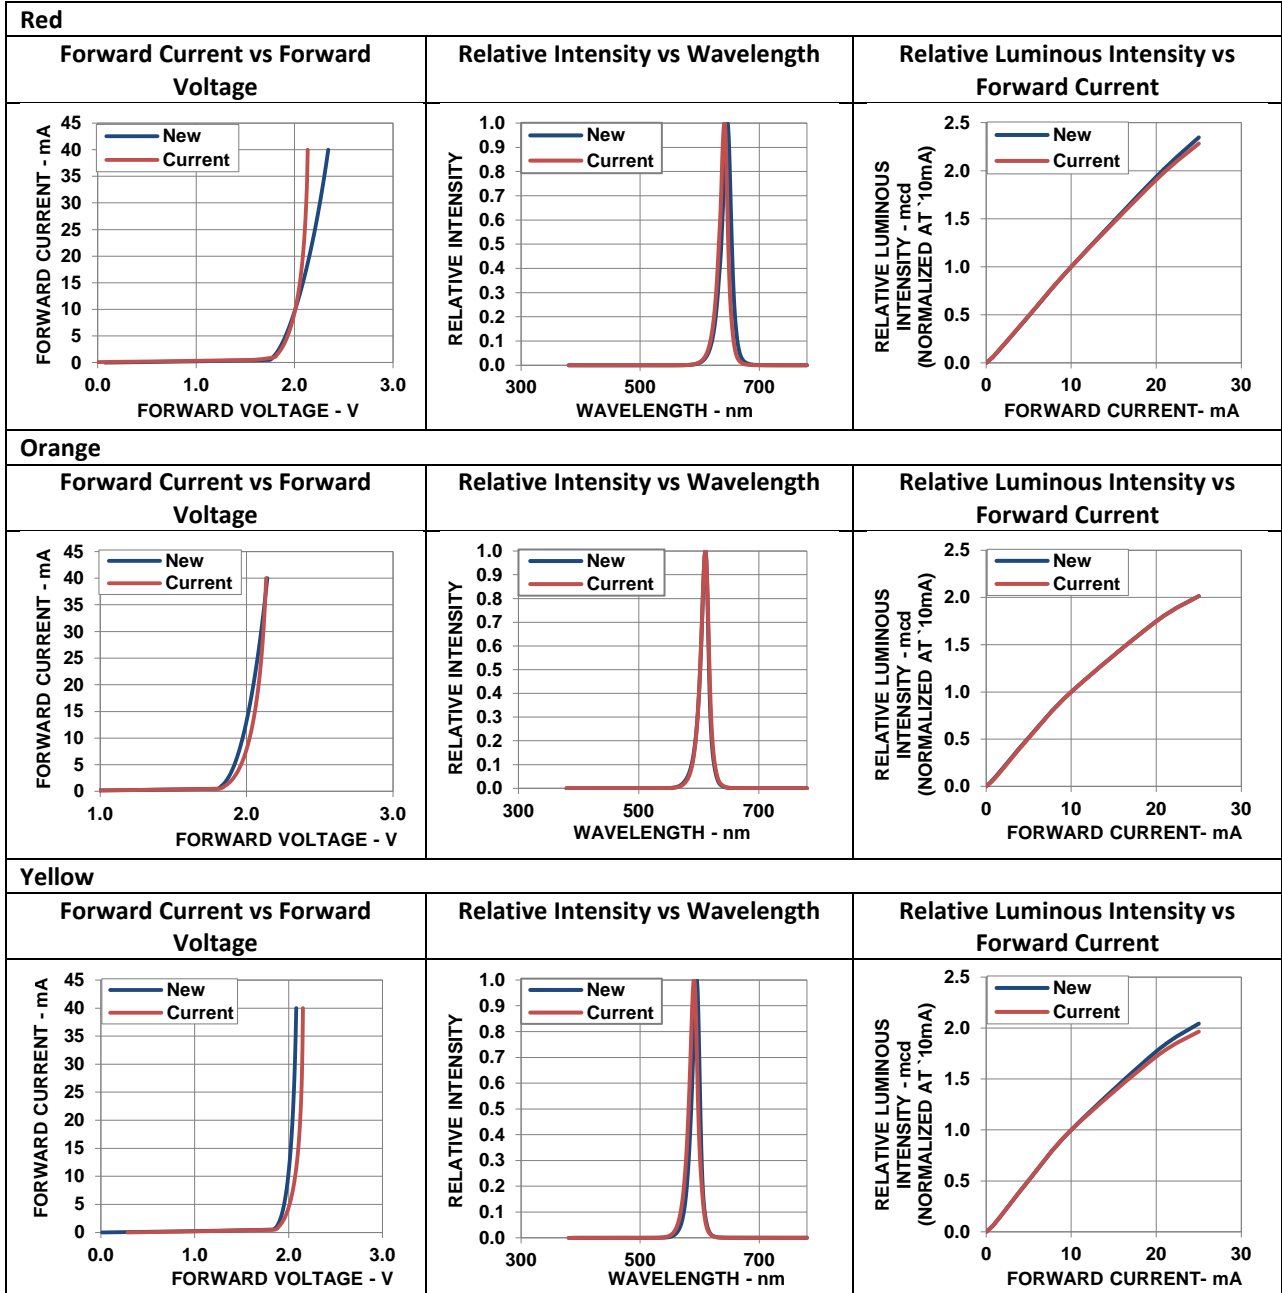 Red
Forward Current vs Forward
Voltage
Relative Intensity vs Wavelength
Relative Luminous Intensity vs
Forward Current
FORWARD CURRENT - mA
45
40
35
30
25
20
15
10
5
0
New
Current
0.0
1.0
2.0
3.0
FORWARD VOLTAGE - V
RELATIVE INTENSITY
1.0
0.9
0.8
0.7
0.6
0.5
0.4
0.3
0.2
0.1
0.0
New
Current
300
500
700
WAVELENGTH - nm
RELATIVE LUMINOUS
INTENSITY - mcd
(NORMALIZED AT `10mA)
2.5
2.0
1.5
1.0
0.5
0.0
New
Current
0
10
20
30
FORWARD CURRENT- mA
Orange
Forward Current vs Forward
Voltage
Relative Intensity vs Wavelength
Relative Luminous Intensity vs
Forward Current
FORWARD CURRENT - mA
45
40
35
30
25
20
15
10
5
0
New
Current
1.0
2.0
3.0
FORWARD VOLTAGE - V
RELATIVE INTENSITY
1.0
0.9
0.8
0.7
0.6
0.5
0.4
0.3
0.2
0.1
0.0
New
Current
300
500
700
WAVELENGTH - nm
RELATIVE LUMINOUS
INTENSITY - mcd
(NORMALIZED AT `10mA)
2.5
2.0
1.5
1.0
0.5
0.0
New
Current
0
10
20
30
FORWARD CURRENT- mA
Yellow
Forward Current vs Forward
Voltage
Relative Intensity vs Wavelength
Relative Luminous Intensity vs
Forward Current
FORWARD CURRENT - mA
45
40
35
30
25
20
15
10
5
0
New
Current
0.0
1.0
2.0
3.0
FORWARD VOLTAGE - V
RELATIVE INTENSITY
1.0
0.9
0.8
0.7
0.6
0.5
0.4
0.3
0.2
0.1
0.0
New
Current
300
500
700
WAVELENGTH - nm
RELATIVE LUMINOUS
INTENSITY - mcd
(NORMALIZED AT `10mA)
2.5
2.0
1.5
1.0
0.5
0.0
New
Current
0
10
20
30
FORWARD CURRENT- mA